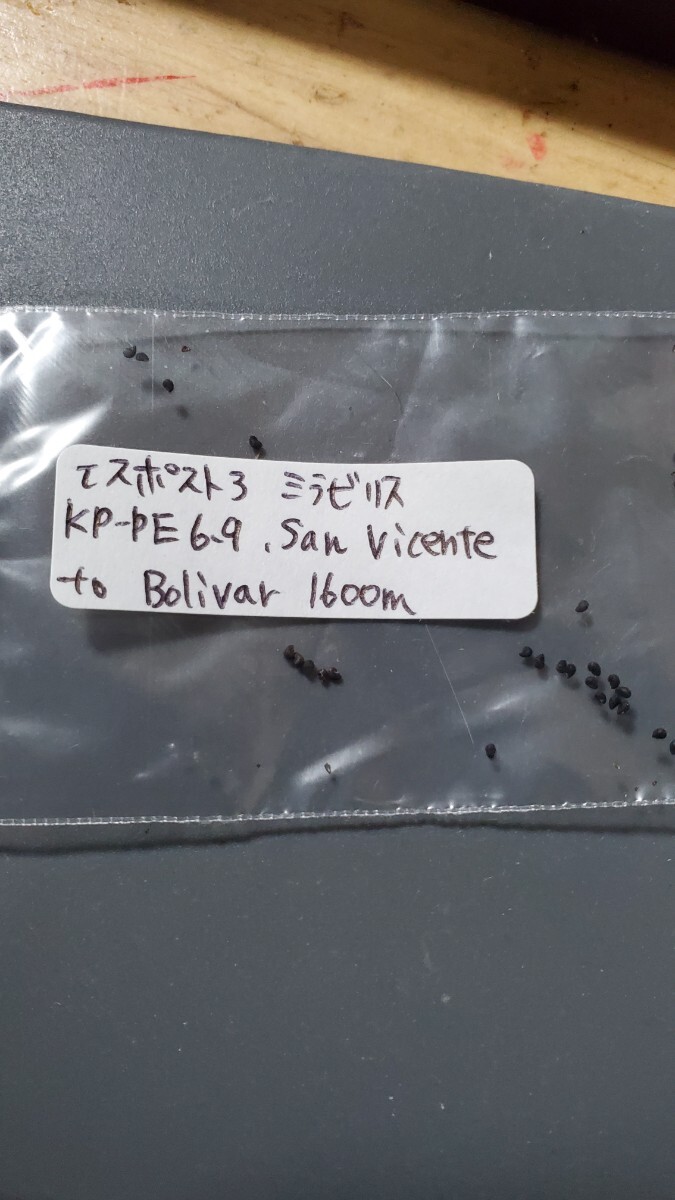 エスポストア ミラビリス
KP-PE 6.9 . San Vicente
to Bolivar 1600m